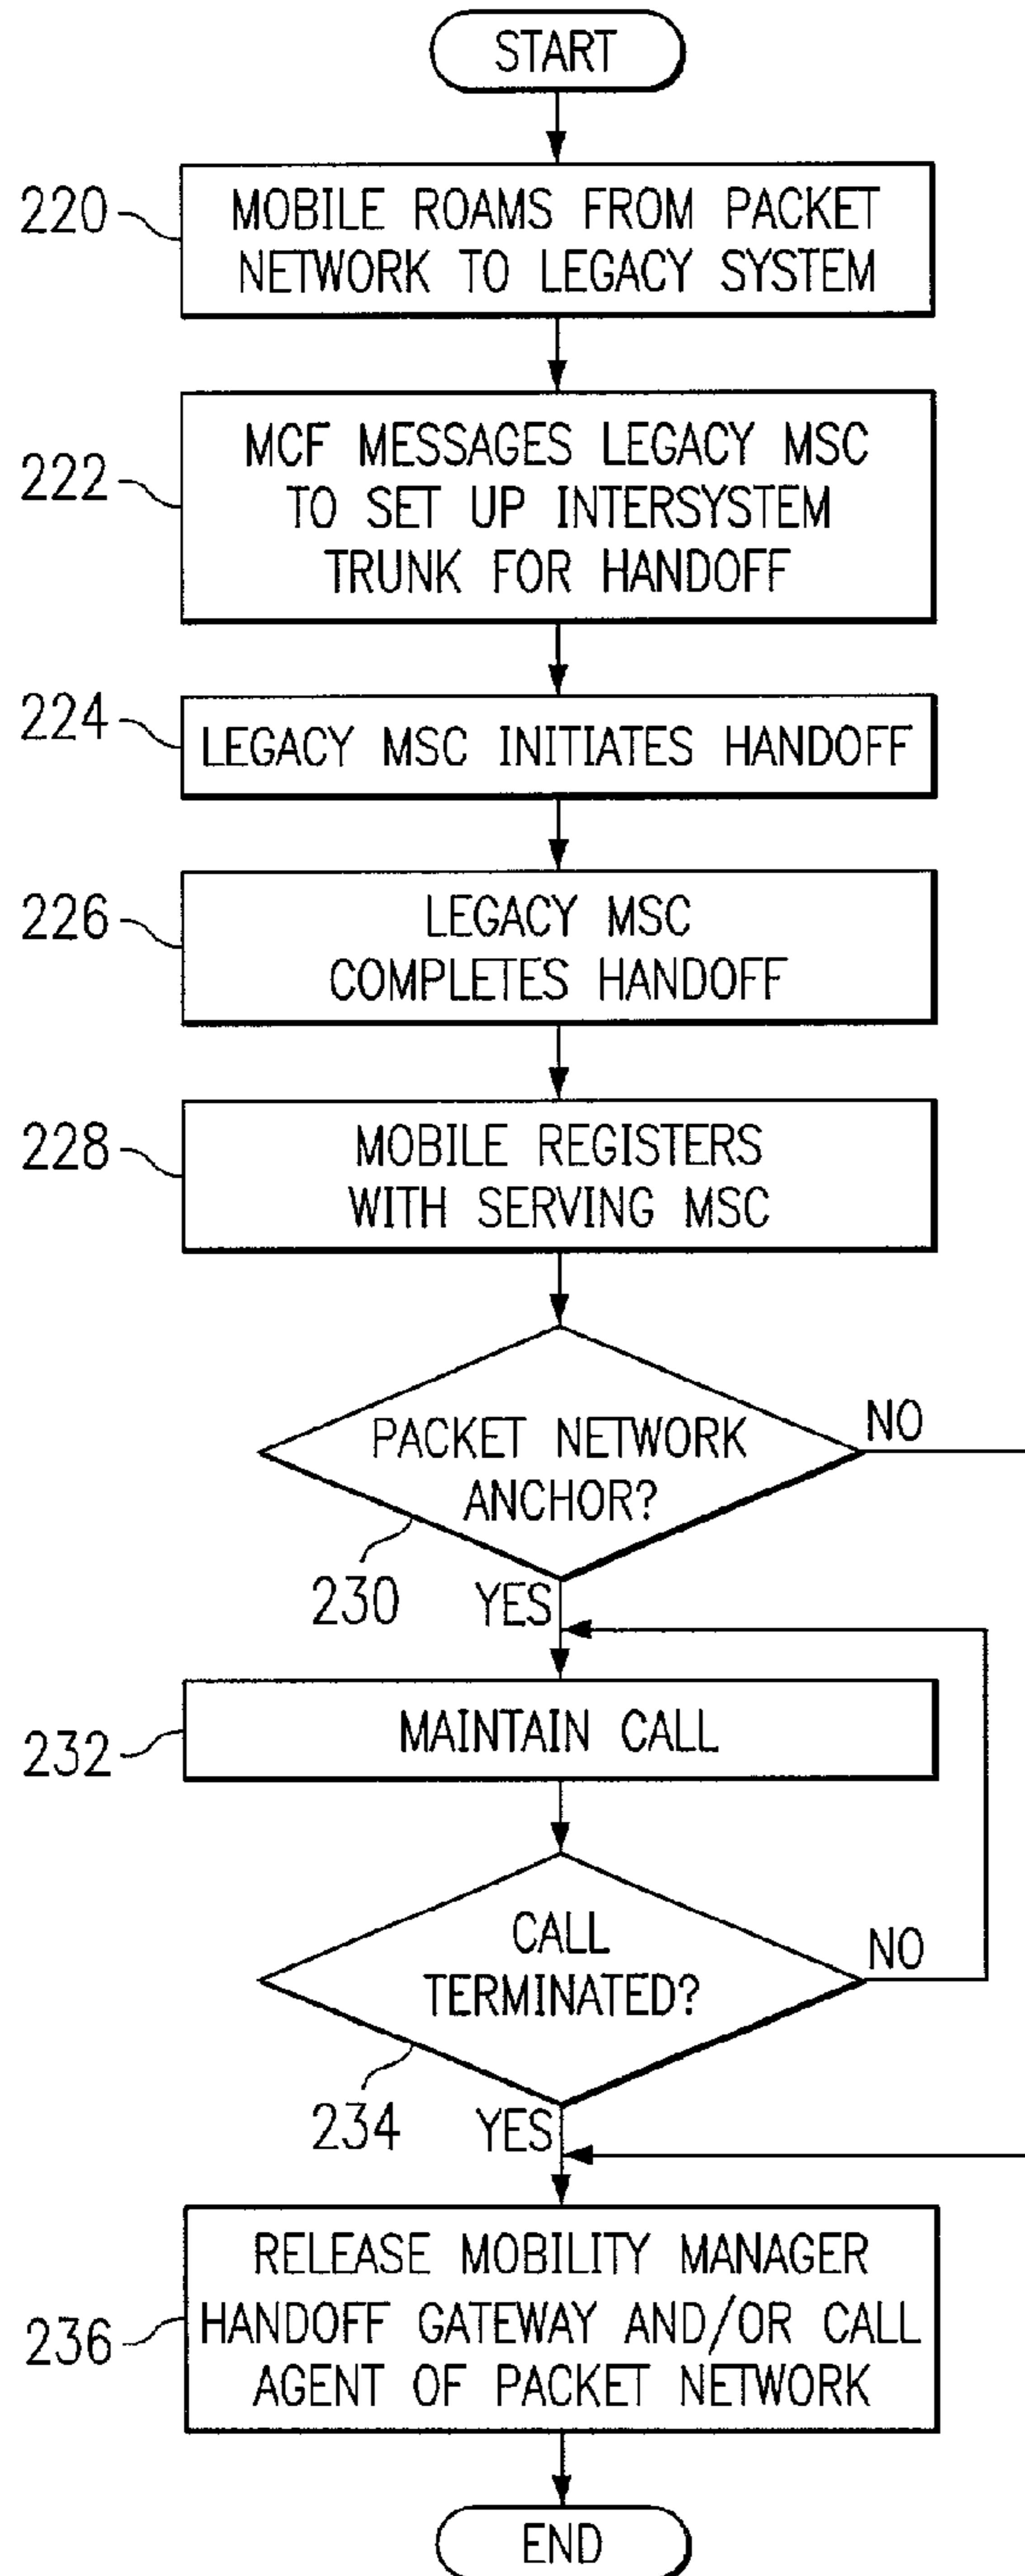 START
220
MOBILE ROAMS FROM PACKET
NETWORK TO LEGACY SYSTEM
222
MCF MESSAGES LEGACY MSC
TO SET UP INTERSYSTEM
TRUNK FOR HANDOFF
224
LEGACY MSC INITIATES HANDOFF
226
LEGACY MSC
COMPLETES HANDOFF
228
MOBILE REGISTERS
WITH SERVING MSC
PACKET NETWORK
ANCHOR?
NO
230
YES
232
MAINTAIN CALL
CALL
TERMINATED?
NO
234
YES
236
RELEASE MOBILITY MANAGER
HANDOFF GATEWAY AND/OR CALL
AGENT OF PACKET NETWORK
END